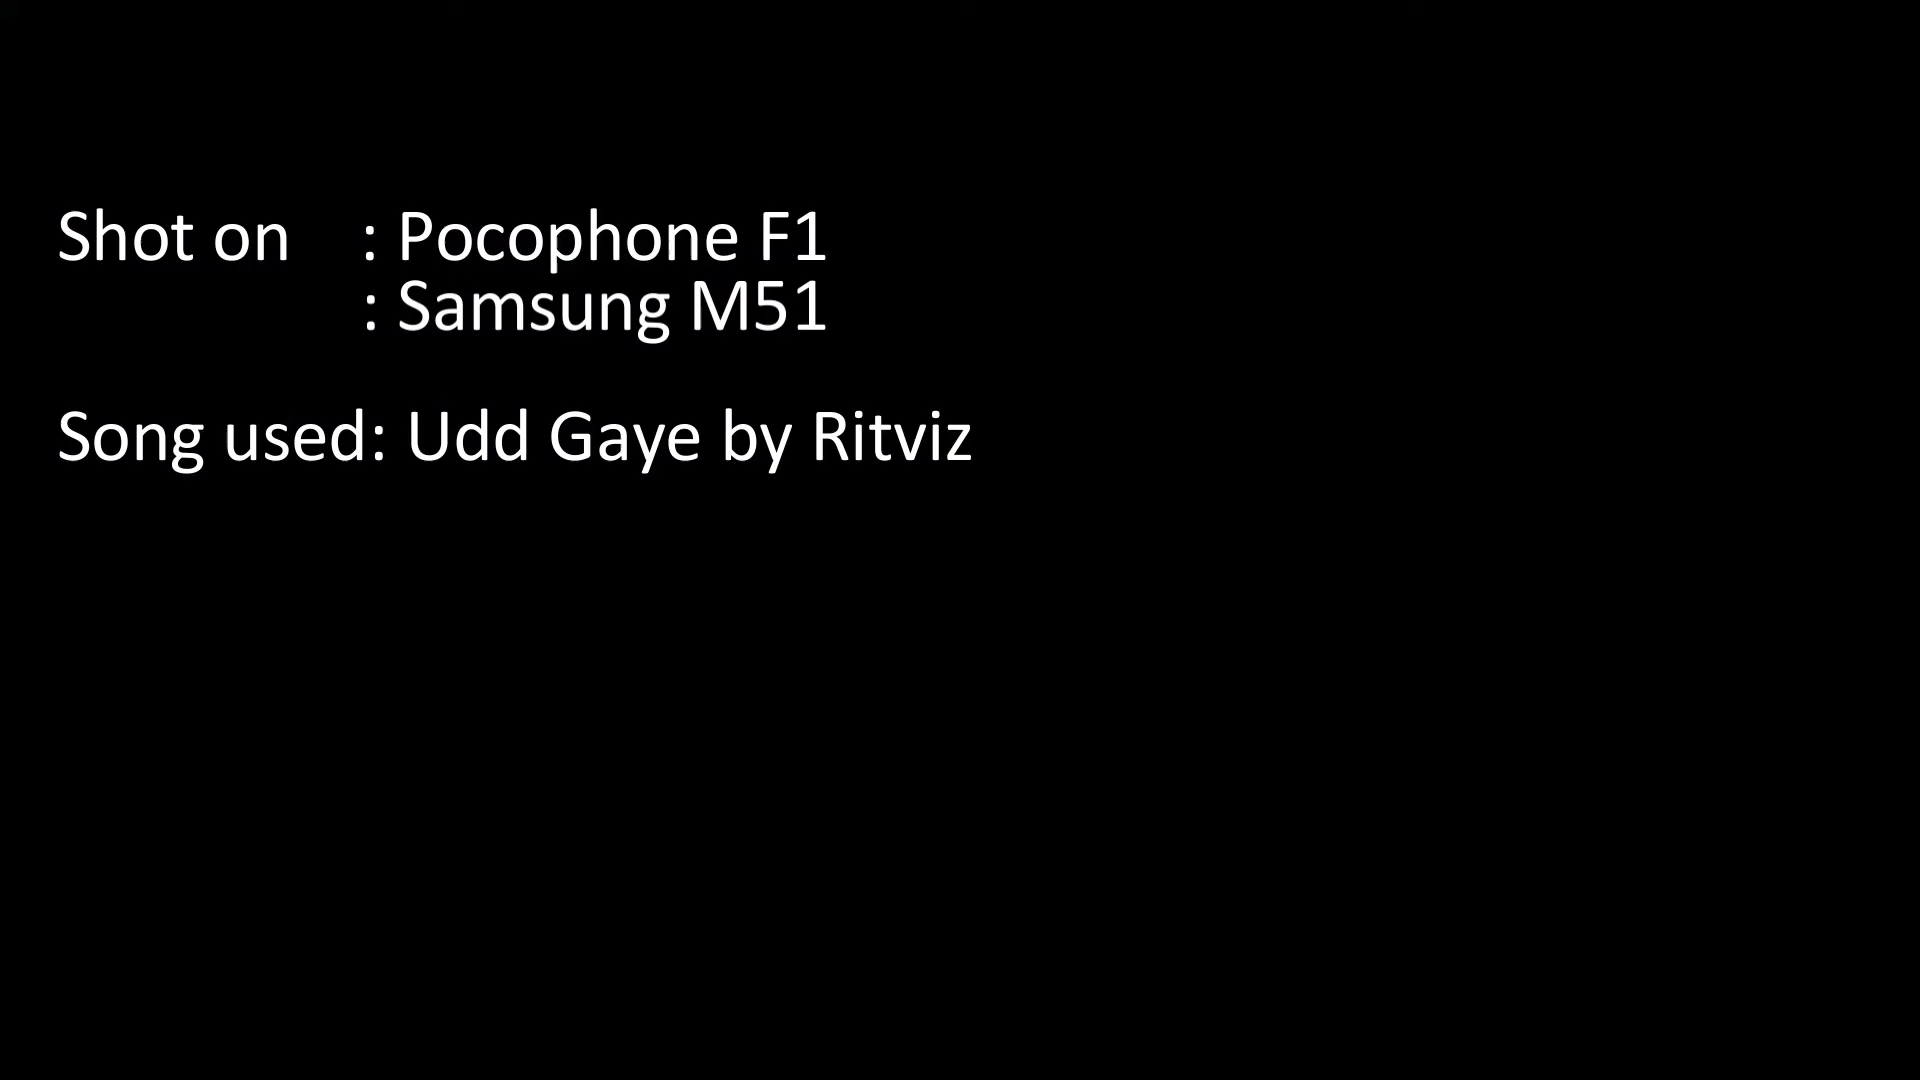 Shot on : Pocophone F1
: Samsung M51
Song used: Udd Gaye by Ritviz